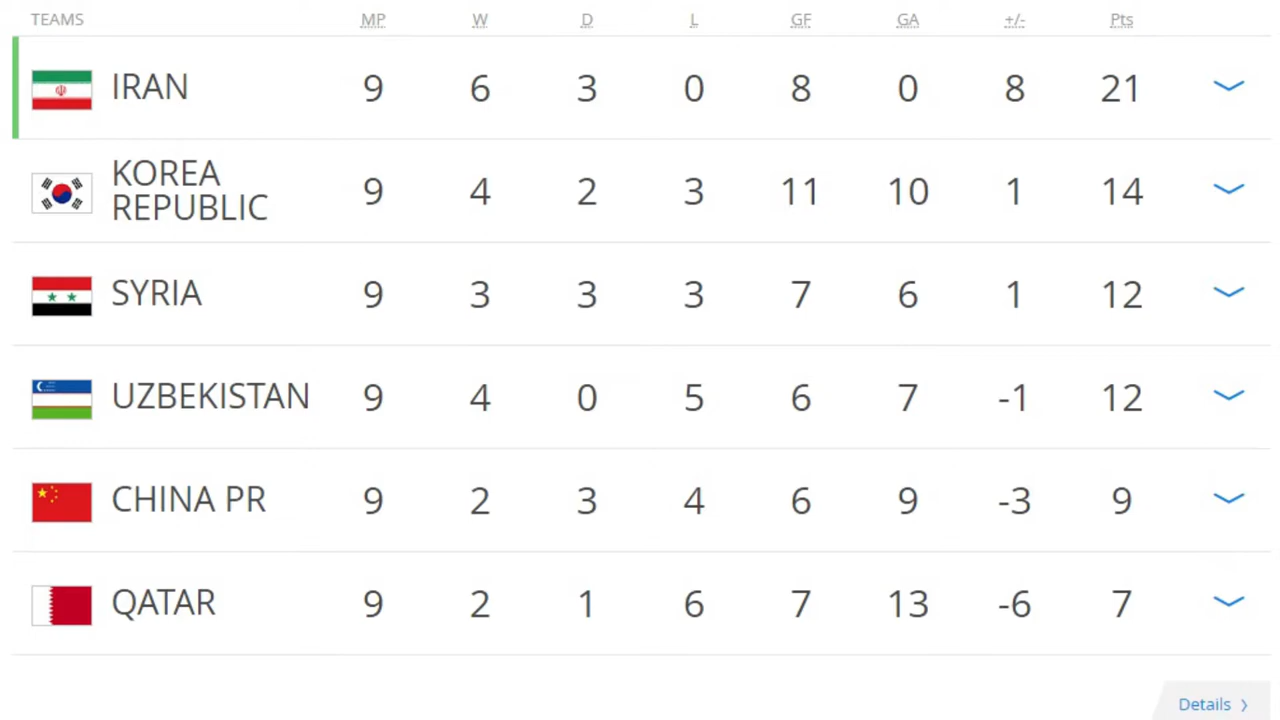 TEAMS MP W D L GF GA +/- Pts
IRAN 9 6 3 0 8 0 8 21
KOREA
REPUBLIC 9 4 2 3 11 10 1 14
SYRIA 9 3 3 3 7 6 1 12
UZBEKISTAN 9 4 0 5 6 7 -1 12
CHINA PR 9 2 3 4 6 9 -3 9
QATAR 9 2 1 6 7 13 -6 7
Details